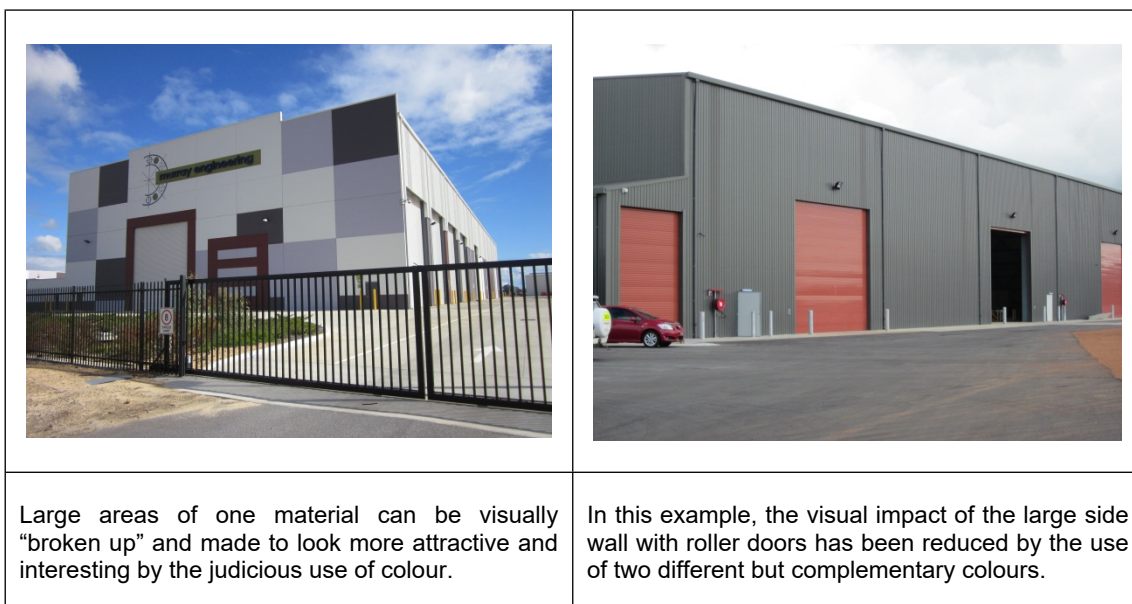 murray engineering
Large areas of one material can be visually
“broken up” and made to look more attractive and
interesting by the judicious use of colour.
In this example, the visual impact of the large side
wall with roller doors has been reduced by the use
of two different but complementary colours.